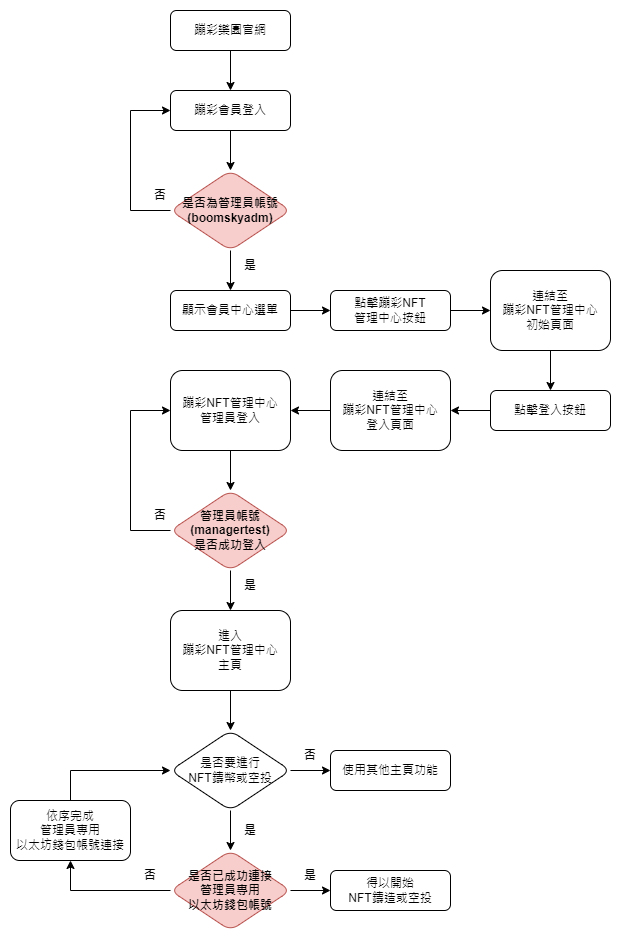 蹦彩樂園官網
蹦彩會員登入
否
是否為管理員帳號
(boomskyadm)
是
顯示會員中心選單
點擊蹦彩NFT
管理中心按鈕
連結至
蹦彩NFT管理中心
初始頁面
蹦彩NFT管理中心
管理員登入
連結至
蹦彩NFT管理中心
登入頁面
點擊登入按鈕
否
管理員帳號
(managertest)
是否成功登入
是
進入
蹦彩NFT管理中心
主頁
是否要進行
NFT鑄幣或空投
否
使用其他主頁功能
依序完成
管理員專用
以太坊錢包帳號連接
是
否
是否已成功連接
管理員專用
以太坊錢包帳號
是
得以開始
NFT鑄造或空投